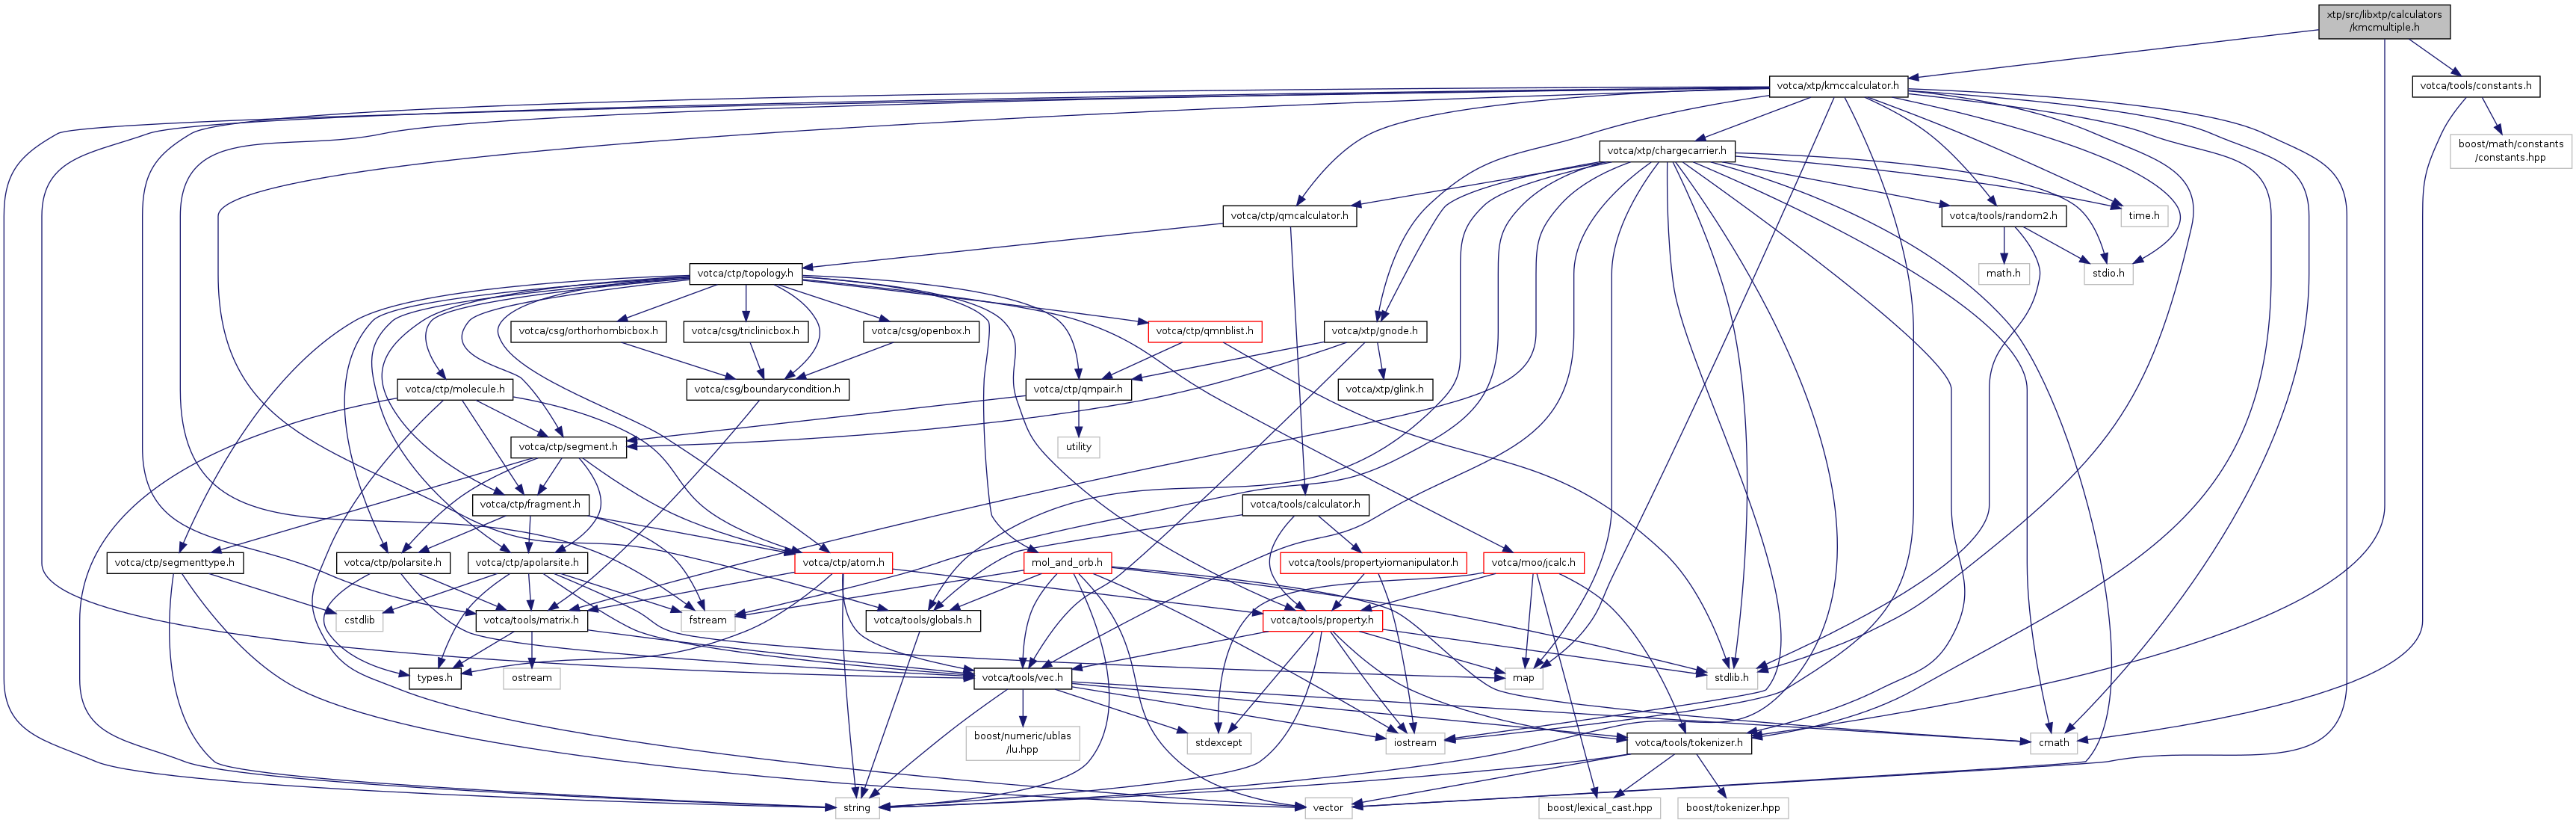 xtp/src/libxtp/calculators
/kmcmultiple.h
votca/xtp/kmccalculator.h
votca/tools/constants.h
votca/xtp/chargecarrier.h
boost/math/constants
/constants.hpp
votca/ctp/qmcalculator.h
votca/tools/random2.h
time.h
votca/ctp/topology.h
math.h
stdio.h
votca/csg/orthorhombicbox.h
votca/csg/triclinicbox.h
votca/csg/openbox.h
votca/ctp/qmnblist.h
votca/xtp/gnode.h
votca/ctp/molecule.h
votca/csg/boundarycondition.h
votca/ctp/qmpair.h
votca/xtp/glink.h
votca/ctp/segment.h
utility
votca/ctp/fragment.h
votca/tools/calculator.h
votca/ctp/segmenttype.h
votca/ctp/polarsite.h
votca/ctp/apolarsite.h
votca/ctp/atom.h
mol_and_orb.h
votca/tools/propertyiomanipulator.h
votca/moo/jcalc.h
cstdlib
votca/tools/matrix.h
fstream
votca/tools/globals.h
votca/tools/property.h
types.h
ostream
votca/tools/vec.h
map
stdlib.h
boost/numeric/ublas
/lu.hpp
stdexcept
iostream
votca/tools/tokenizer.h
cmath
string
vector
boost/lexical_cast.hpp
boost/tokenizer.hpp